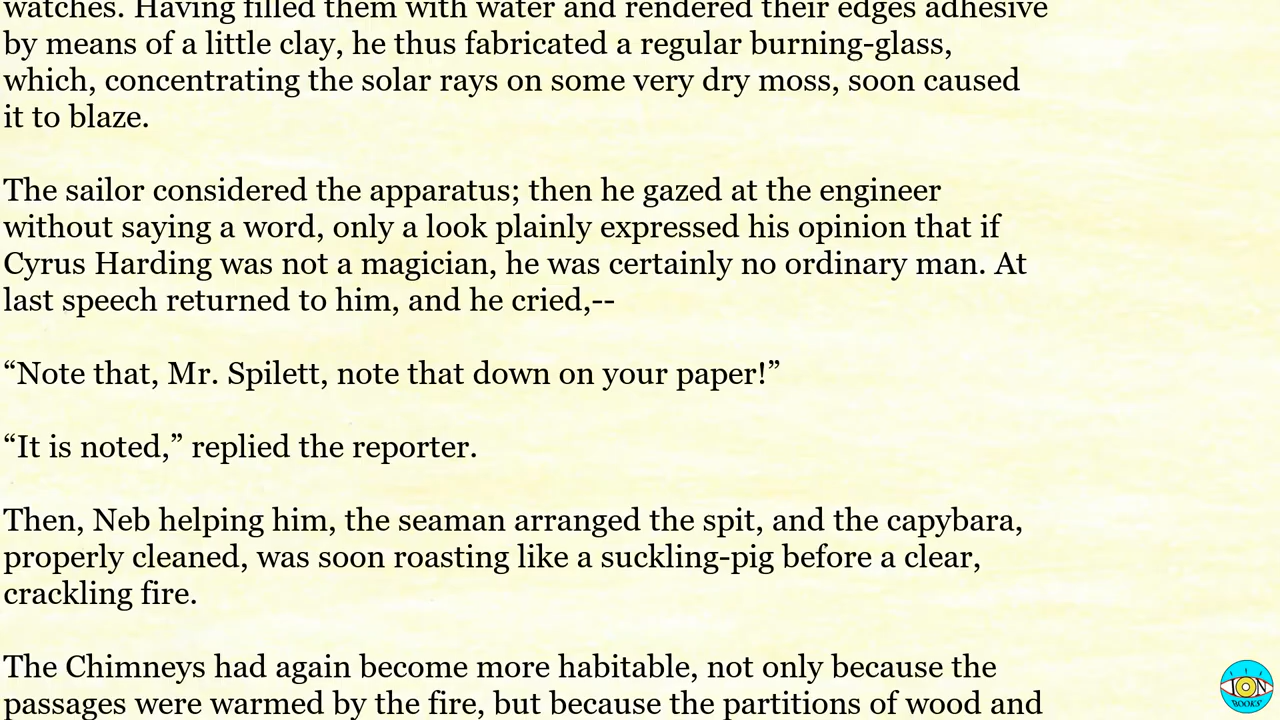 watches. Having filled them with water and rendered their edges adhesive
by means of a little clay, he thus fabricated a regular burning-glass,
which, concentrating the solar rays on some very dry moss, soon caused
it to blaze.
The sailor considered the apparatus; then he gazed at the engineer
without saying a word, only a look plainly expressed his opinion that if
Cyrus Harding was not a magician, he was certainly no ordinary man. At
last speech returned to him, and he cried,--
“Note that, Mr. Spilett, note that down on your paper!”
“It is noted,” replied the reporter.
Then, Neb helping him, the seaman arranged the spit, and the capybara,
properly cleaned, was soon roasting like a suckling-pig before a clear,
crackling fire.
The Chimneys had again become more habitable, not only because the
passages were warmed by the fire, but because the partitions of wood and
ION
BOOKS